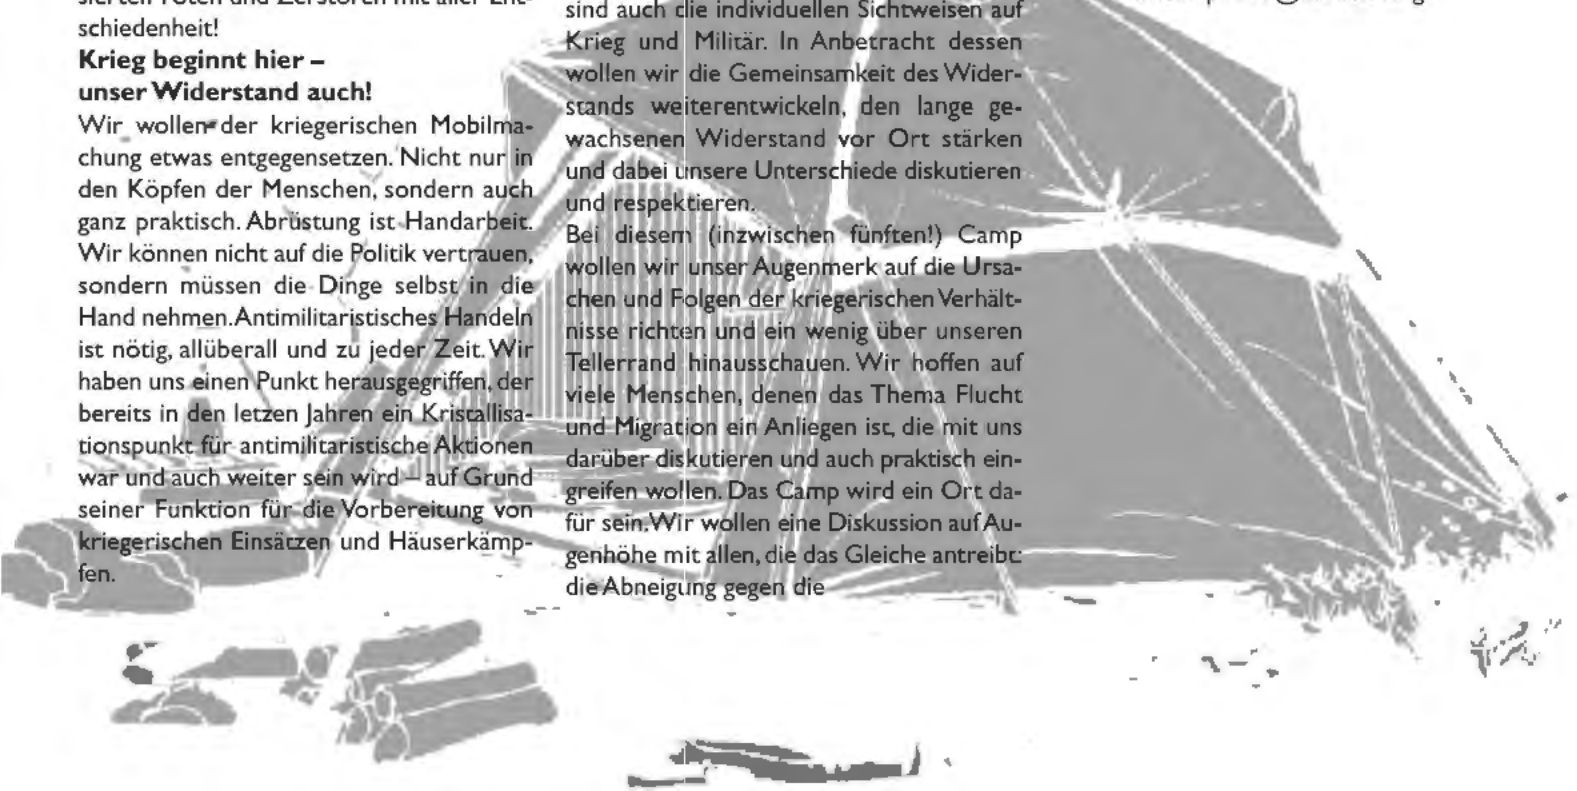 schiedenheit!
Krieg beginnt hier –
unser Widerstand auch!
Wir wollen der kriegerischen Mobilma-
chung etwas entgegensetzen. Nicht nur in
den Köpfen der Menschen, sondern auch
ganz praktisch. Abrüstung ist Handarbeit.
Wir können nicht auf die Politik vertrauen,
sondern müssen die Dinge selbst in die
Hand nehmen. Antimilitaristisches Handeln
ist nötig, allüberall und zu jeder Zeit. Wir
haben uns einen Punkt herausgegriffen, der
bereits in den letzen Jahren ein Kristallisa-
tionspunkt für antimilitaristische Aktionen
war und auch weiter sein wird – auf Grund
seiner Funktion für die Vorbereitung von
kriegerischen Einsätzen und Häuserkämp-
fen.
sind auch die individuellen Sichtweisen auf
Krieg und Militär. In Anbetracht dessen
wollen wir die Gemeinsamkeit des Wider-
stands weiterentwickeln, den lange ge-
wachsenen Widerstand vor Ort stärken
und dabei unsere Unterschiede diskutieren
und respektieren.
Bei diesem (inzwischen fünften!) Camp
wollen wir unser Augenmerk auf die Ursa-
chen und Folgen der kriegerischen Verhält-
nisse richten und ein wenig über unseren
Tellerrand hinausschauen. Wir hoffen auf
viele Menschen, denen das Thema Flucht
und Migration ein Anliegen ist, die mit uns
darüber diskutieren und auch praktisch ein-
greifen wollen. Das Camp wird ein Ort da-
für sein. Wir wollen eine Diskussion auf Au-
genhöhe mit allen, die das Gleiche antreibt:
die Abneigung gegen die